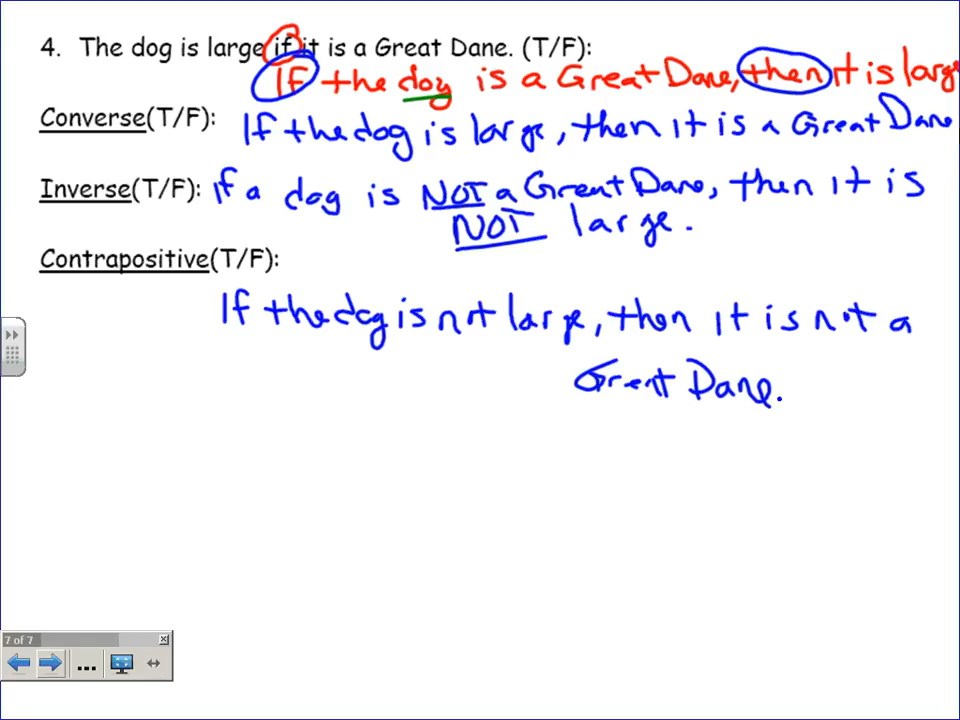 4. The dog is large if it is a Great Dane. (T/F):
If the dog is a Great Dane, then it is large
Converse(T/F): If the dog is large, then it is a Great Dane
Inverse(T/F): If a dog is NOT a Great Dane, then it is
NOT large.
Contrapositive(T/F):
If the dog is not large, then it is not a
Great Dane.
7 of 7